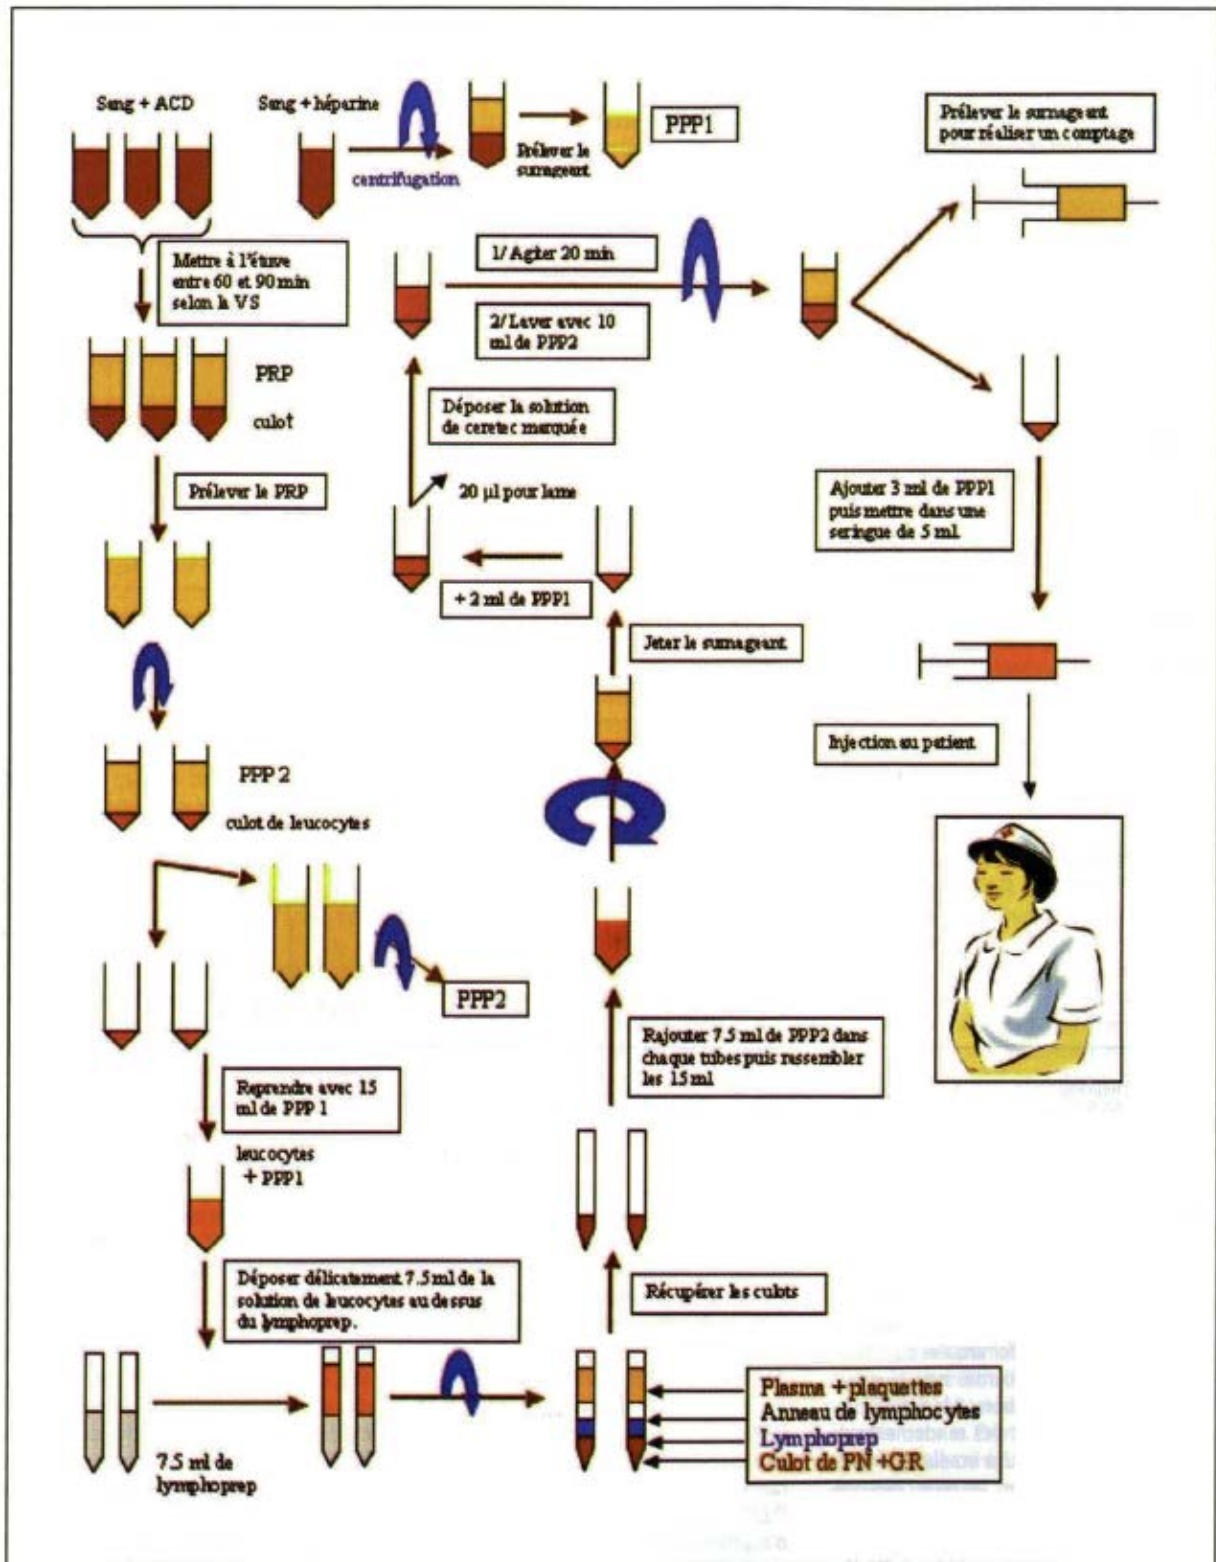 Sang + ACD
Sang + héparine
centrifugation
Prélever le
surnageant
PPP1
Prélever le surnageant
pour réaliser un comptage
Mettre à l'étuve
entre 60 et 90 min
selon la VS
1/ Agiter 20 min
2/ Laver avec 10
ml de PPP2
PRP
culot
Déposer la solution
de ceretec marquée
Prélever le PRP
20 µl pour lame
Ajouter 3 ml de PPP1
puis mettre dans une
seringue de 5 ml.
+ 2 ml de PPP1
Jeter le surnageant
Injection au patient
PPP 2
culot de leucocytes
PPP2
Rajouter 7.5 ml de PPP2 dans
chaque tubes puis rassembler
les 15 ml
Reprendre avec 15
ml de PPP 1
leucocytes
+ PPP1
Déposer délicatement 7.5 ml de la
solution de leucocytes au dessus
du lymphoprep.
Récupérer les culots
Plasma + plaquettes
Anneau de lymphocytes
Lymphoprep
Culot de PN +GR
7.5 ml de
lymphoprep